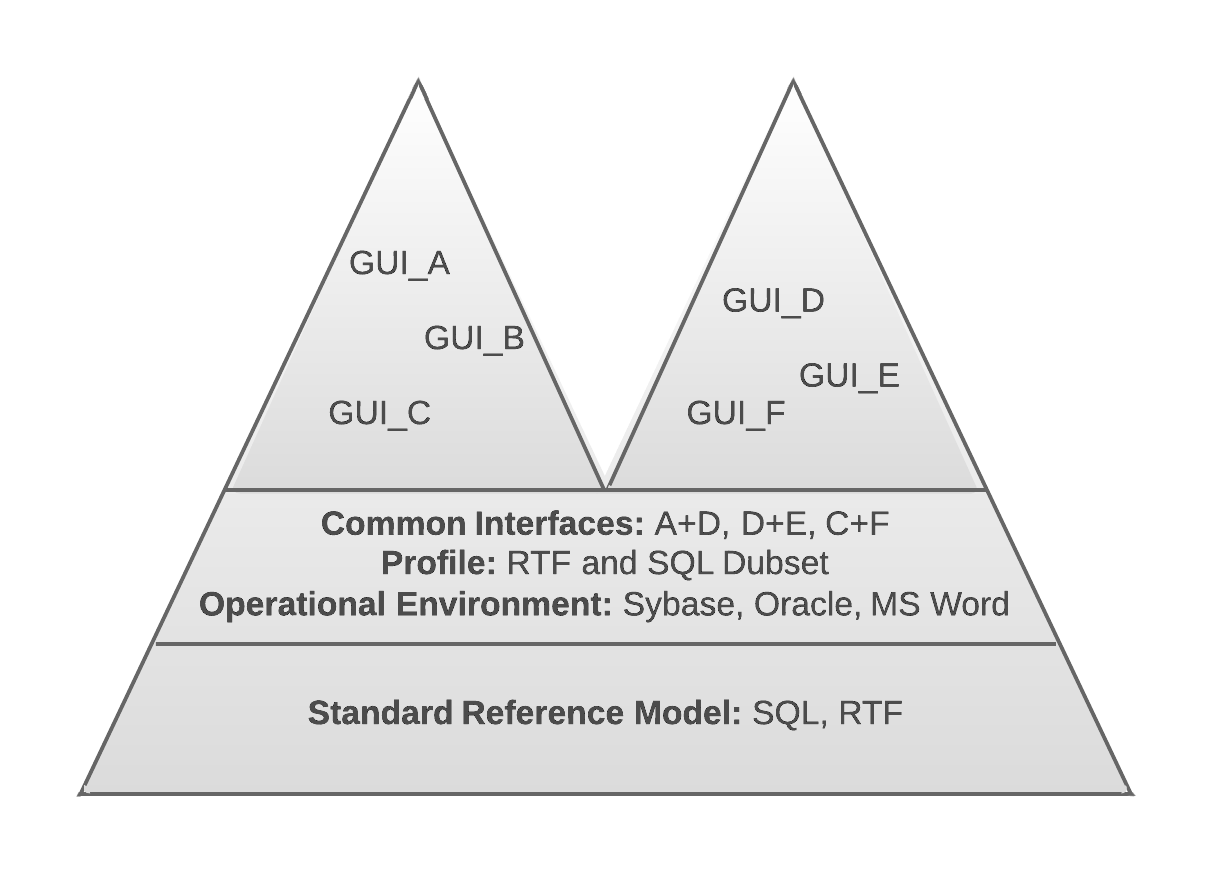 GUI_A
GUI_B
GUI_C
GUI_D
GUI_E
GUI_F
Common Interfaces: A+D, D+E, C+F
Profile: RTF and SQL Dubset
Operational Environment: Sybase, Oracle, MS Word
Standard Reference Model: SQL, RTF